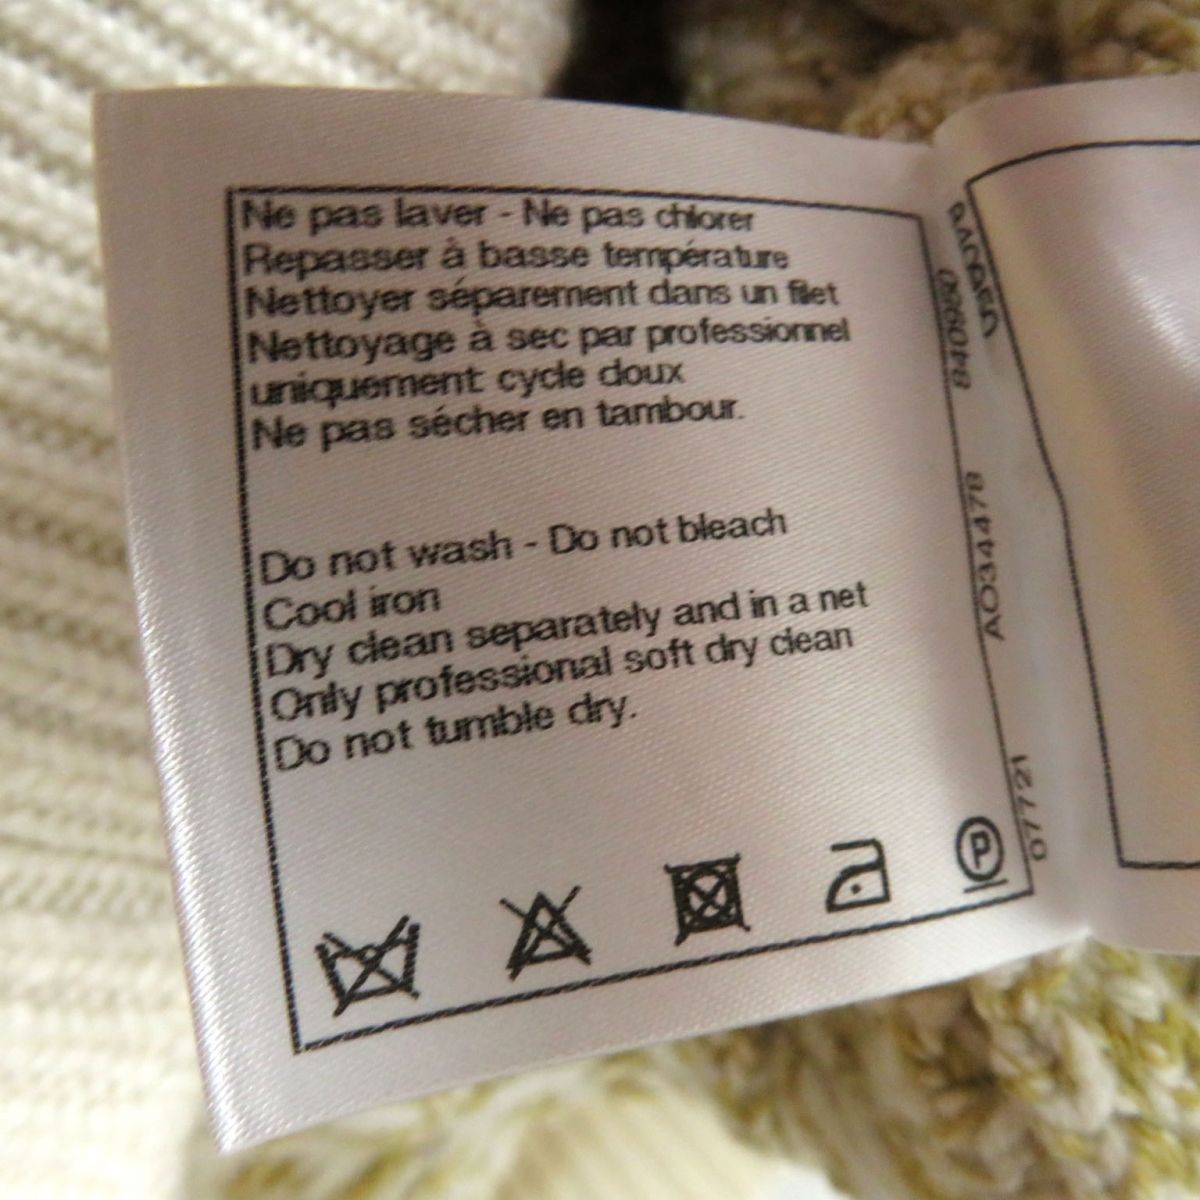 Ne pas laver - Ne pas chlorer
Repasser à basse température
Nettoyer séparement dans un filet
Nettoyage à sec par professionnel
uniquement cycle doux
Ne pas sécher en tambour.
Do not wash - Do not bleach
Cool iron
Dry clean separately and in a net
Only professional soft dry clean
Do not tumble dry.
P
AO34478
12770